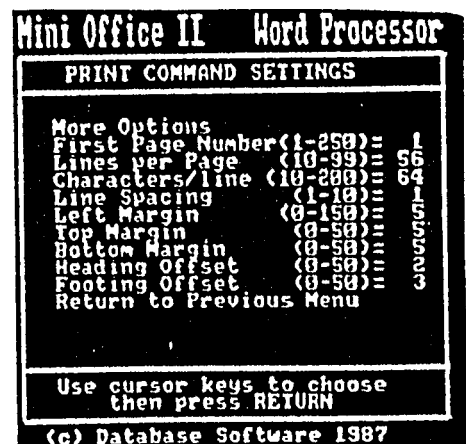 Mini Office II Word Processor
PRINT COMMAND SETTINGS
More Options
First Page Number(1-250)= 1
Lines per Page (10-99)= 56
Characters/line (10-200)= 64
Line Spacing (1-10)= 1
Left Margin (0-150)= 5
Top Margin (0-50)= 5
Bottom Margin (0-50)= 5
Heading Offset (0-50)= 2
Footing Offset (0-50)= 3
Return to Previous Menu
Use cursor keys to choose
then press RETURN
(c) Database Software 1987